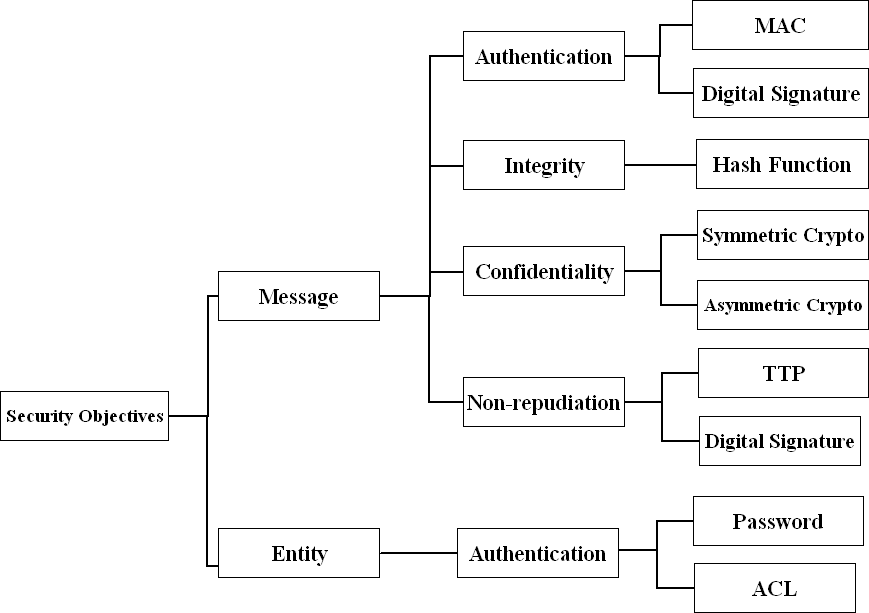 MAC
Authentication
Digital Signature
Integrity
Hash Function
Symmetric Crypto
Confidentiality
Message
Asymmetric Crypto
TTP
Non-repudiation
Security Objectives
Digital Signature
Password
Entity
Authentication
ACL